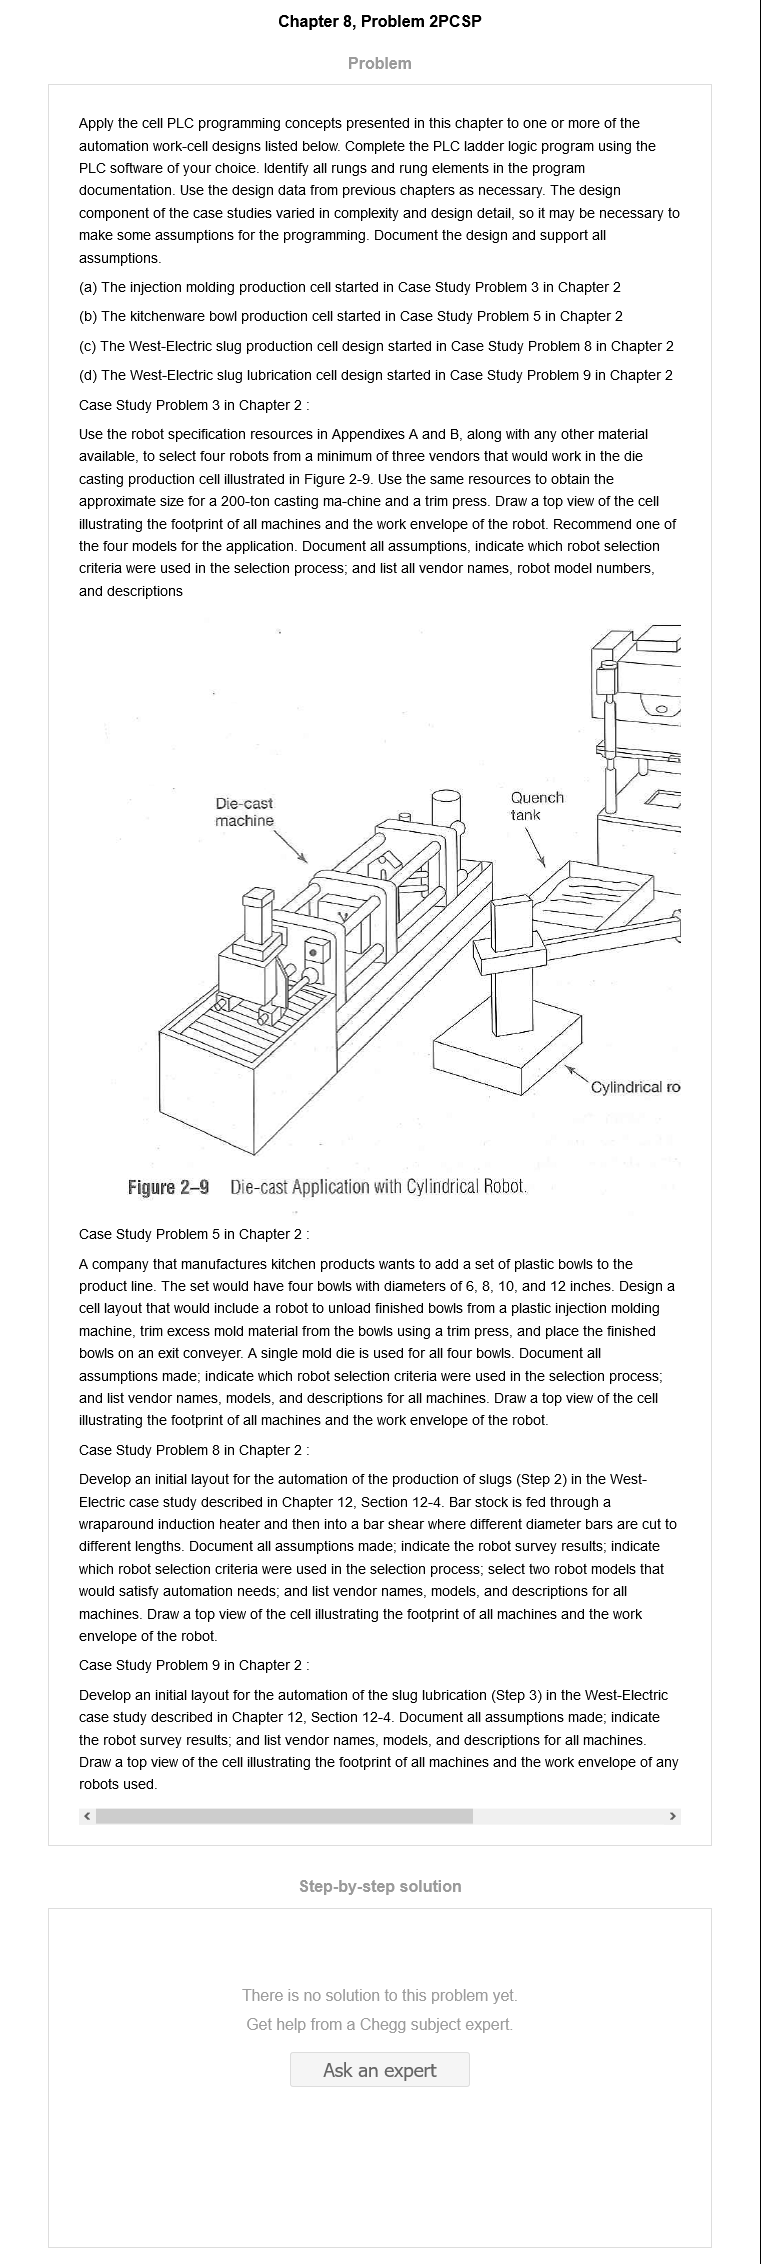 Chapter 8, Problem 2PCSP
Problem
Apply the cell PLC programming concepts presented in this chapter to one or more of the
automation work-cell designs listed below. Complete the PLC ladder logic program using the
PLC software of your choice. Identify all rungs and rung elements in the program
documentation. Use the design data from previous chapters as necessary. The design
component of the case studies varied in complexity and design detail, so it may be necessary to
make some assumptions for the programming. Document the design and support all
assumptions.
(a) The injection molding production cell started in Case Study Problem 3 in Chapter 2
(b) The kitchenware bowl production cell started in Case Study Problem 5 in Chapter 2
(c) The West-Electric slug production cell design started in Case Study Problem 8 in Chapter 2
(d) The West-Electric slug lubrication cell design started in Case Study Problem 9 in Chapter 2
Case Study Problem 3 in Chapter 2 :
Use the robot specification resources in Appendixes A and B, along with any other material
available, to select four robots from a minimum of three vendors that would work in the die
casting production cell illustrated in Figure 2-9. Use the same resources to obtain the
approximate size for a 200-ton casting ma-chine and a trim press. Draw a top view of the cell
illustrating the footprint of all machines and the work envelope of the robot. Recommend one of
the four models for the application. Document all assumptions, indicate which robot selection
criteria were used in the selection process; and list all vendor names, robot model numbers,
and descriptions
Die-cast
machine
Quench
tank
Cylindrical ro
Figure 2–9 Die-cast Application with Cylindrical Robot.
Case Study Problem 5 in Chapter 2 :
A company that manufactures kitchen products wants to add a set of plastic bowls to the
product line. The set would have four bowls with diameters of 6, 8, 10, and 12 inches. Design a
cell layout that would include a robot to unload finished bowls from a plastic injection molding
machine, trim excess mold material from the bowls using a trim press, and place the finished
bowls on an exit conveyer. A single mold die is used for all four bowls. Document all
assumptions made; indicate which robot selection criteria were used in the selection process;
and list vendor names, models, and descriptions for all machines. Draw a top view of the cell
illustrating the footprint of all machines and the work envelope of the robot.
Case Study Problem 8 in Chapter 2 :
Develop an initial layout for the automation of the production of slugs (Step 2) in the West-
Electric case study described in Chapter 12, Section 12-4. Bar stock is fed through a
wraparound induction heater and then into a bar shear where different diameter bars are cut to
different lengths. Document all assumptions made; indicate the robot survey results; indicate
which robot selection criteria were used in the selection process; select two robot models that
would satisfy automation needs; and list vendor names, models, and descriptions for all
machines. Draw a top view of the cell illustrating the footprint of all machines and the work
envelope of the robot.
Case Study Problem 9 in Chapter 2 :
Develop an initial layout for the automation of the slug lubrication (Step 3) in the West-Electric
case study described in Chapter 12, Section 12-4. Document all assumptions made; indicate
the robot survey results; and list vendor names, models, and descriptions for all machines.
Draw a top view of the cell illustrating the footprint of all machines and the work envelope of any
robots used.
Step-by-step solution
There is no solution to this problem yet.
Get help from a Chegg subject expert.
Ask an expert